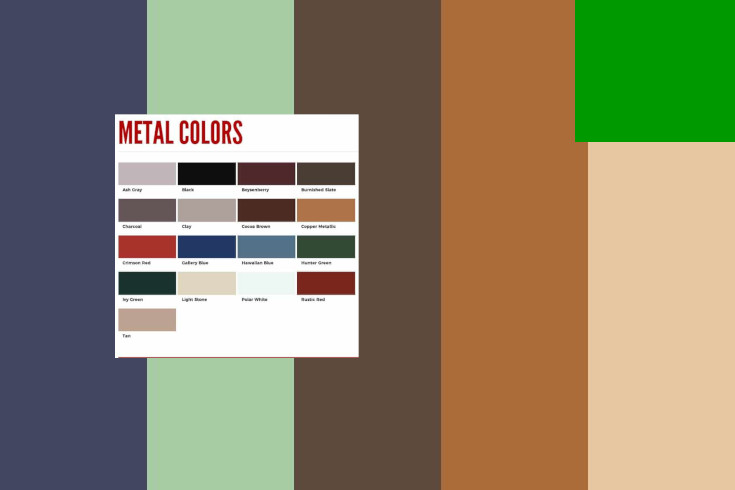 METAL COLORS
Ash Gray Black Boysenberry Burnished Slate
Charcoal Clay Cocoa Brown Copper Metallic
Crimson Red Gallery Blue Hawaiian Blue Hunter Green
Ivy Green Light Stone Polar White Rustic Red
Tan